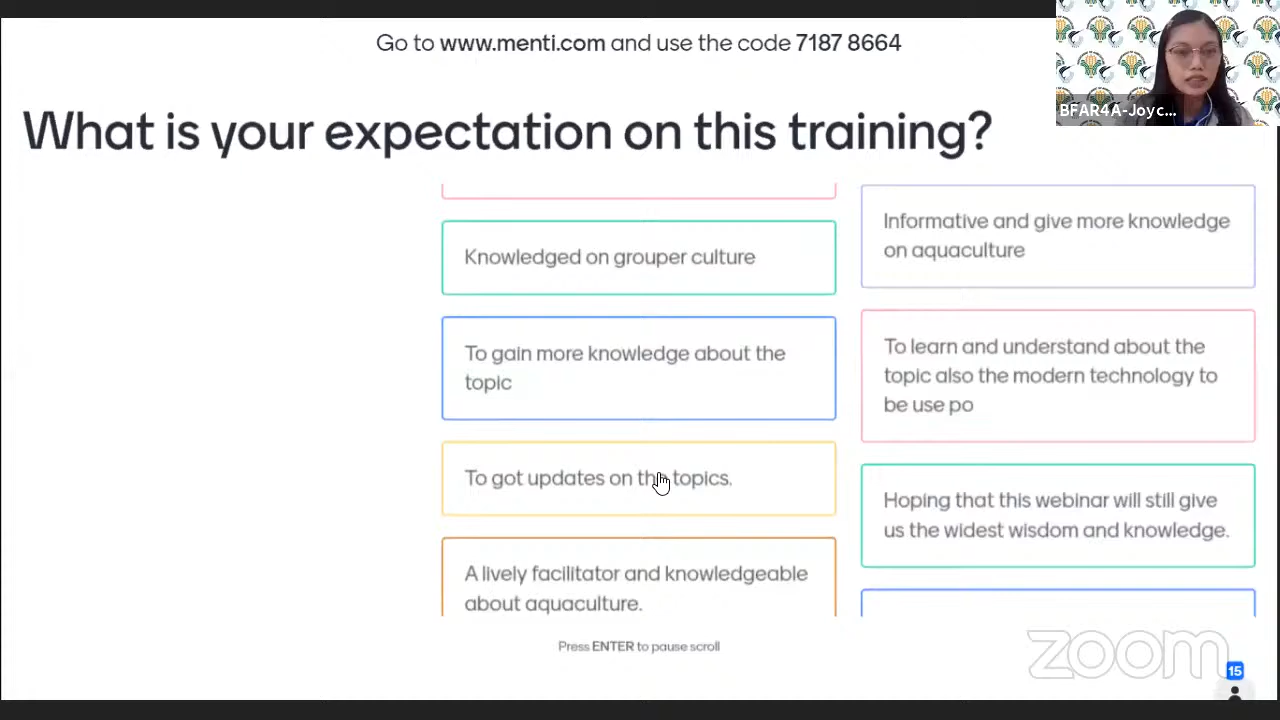 Go to www.menti.com and use the code 7187 8664
BFAR4A-Joyc...
What is your expectation on this training?
Knowledged on grouper culture
To gain more knowledge about the
topic
To got updates on the topics.
A lively facilitator and knowledgeable
about aquaculture.
Informative and give more knowledge
on aquaculture
To learn and understand about the
topic also the modern technology to
be use po
Hoping that this webinar will still give
us the widest wisdom and knowledge.
Press ENTER to pause scroll
zoom
15